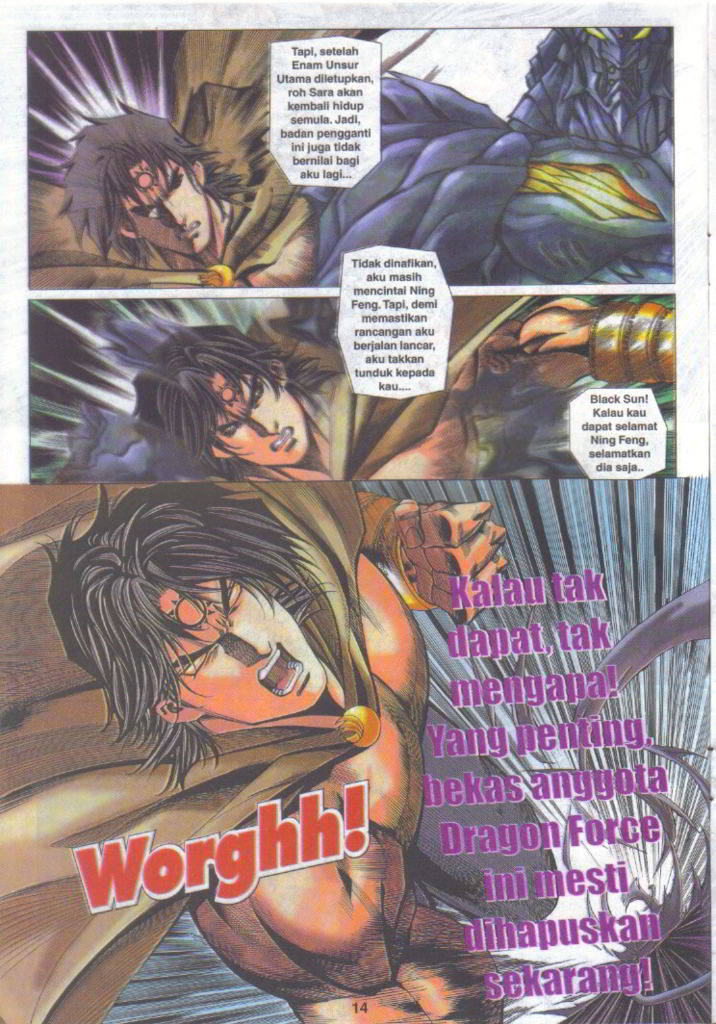 Tapi, setelah
Enam Unsur
Utama diletupkan,
roh Sara akan
kembali hidup
semula. Jadi,
badan pengganti
ini juga tidak
bernilai bagi
aku lagi...
Tidak dinafikan,
aku masih
mencintai Ning
Feng. Tapi, demi
memastikan
rancangan aku
berjalan lancar,
aku takkan
tunduk kepada
kau....
Black Sun!
Kalau kau
dapat selamat
Ning Feng,
selamatkan
dia saja..
Kalau tak
dapat, tak
mengapa!
Yang penting,
bekas anggota
Dragon Force
ini mesti
dihapuskan
sekarang!
Worghh!
14